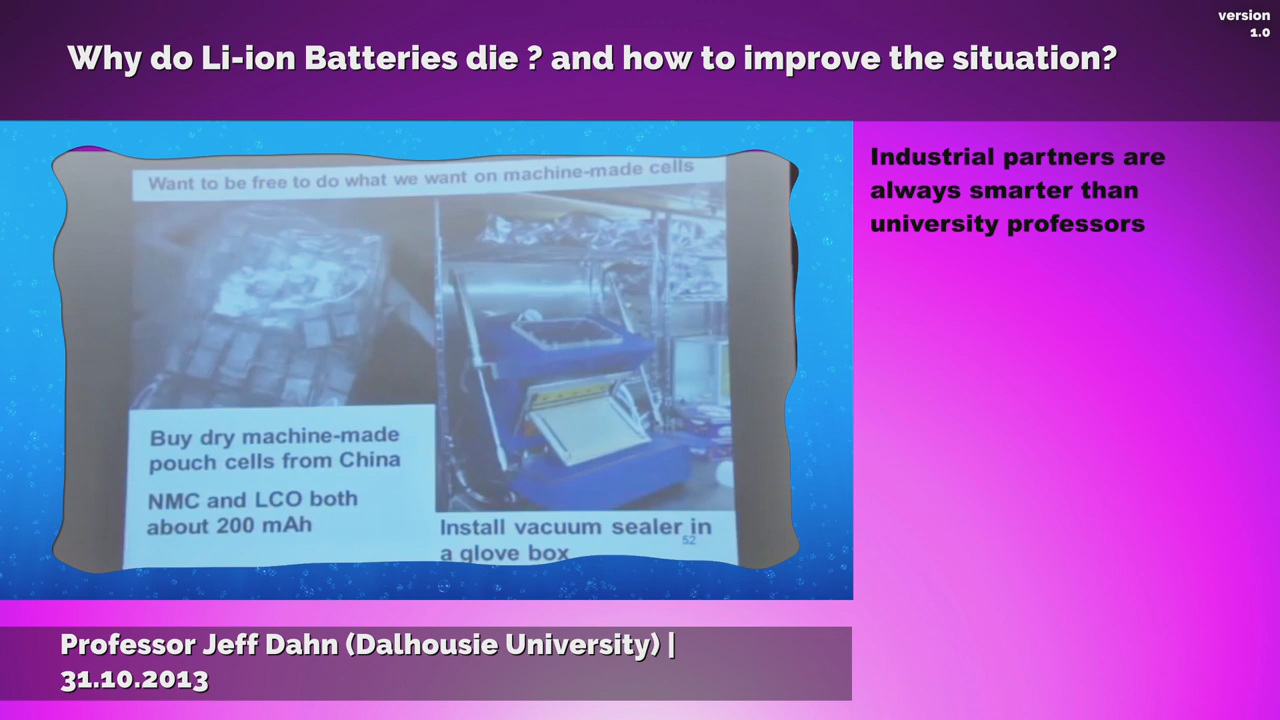 version
1.0
Why do Li-ion Batteries die ? and how to improve the situation?
Want to be free to do what we want on machine-made cells
Buy dry machine-made
pouch cells from China
NMC and LCO both
about 200 mAh
Install vacuum sealer in
a glove box
52
Industrial partners are
always smarter than
university professors
Professor Jeff Dahn (Dalhousie University) |
31.10.2013